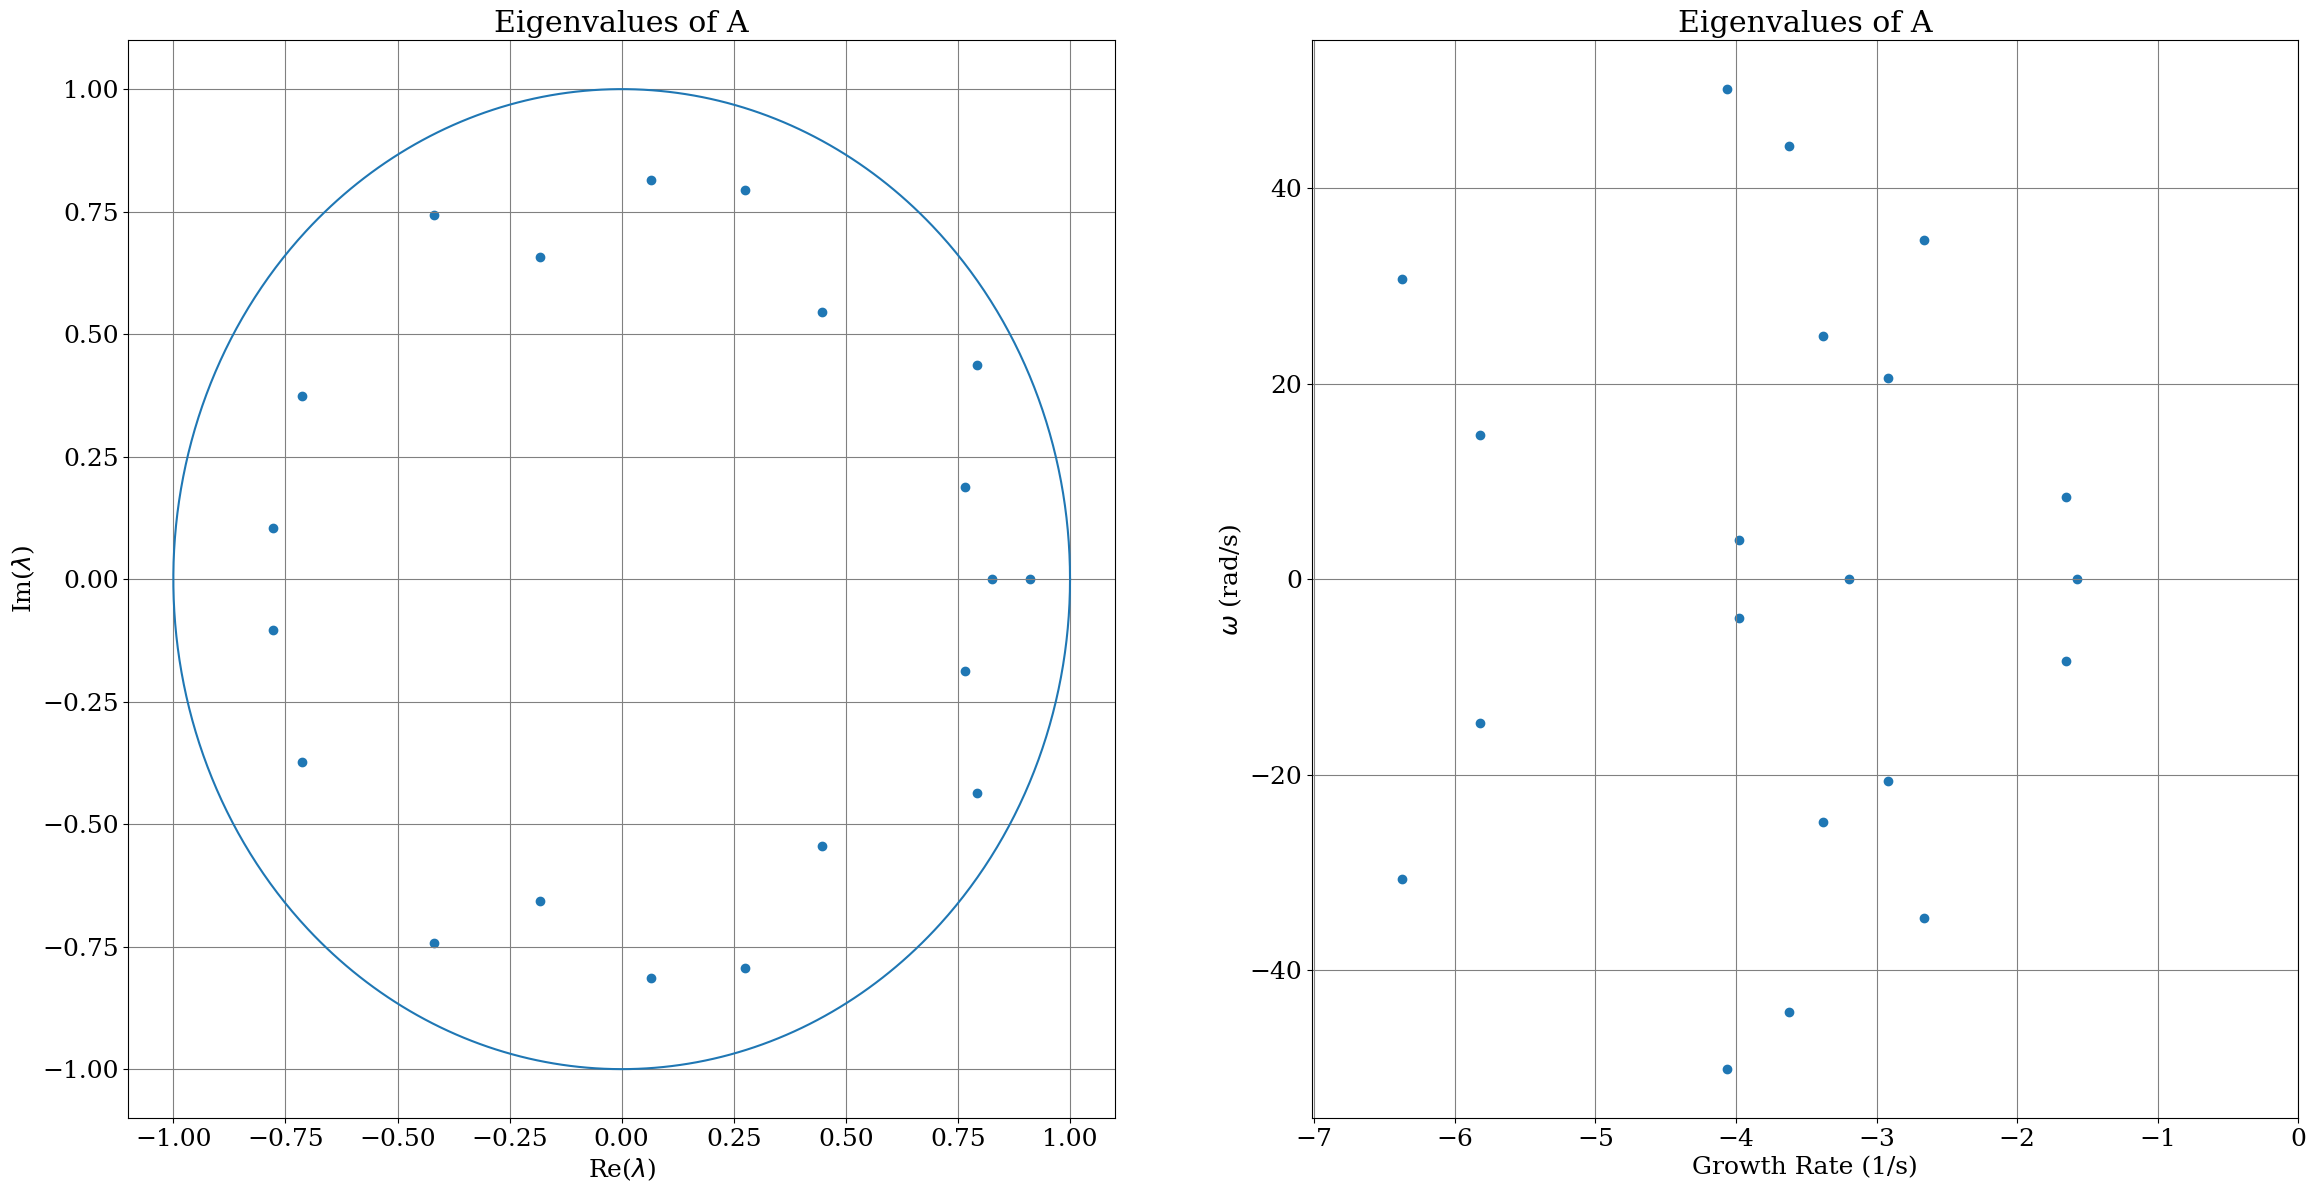 Eigenvalues of A
1.00
0.75
0.50
0.25
0.00
−0.25
−0.50
−0.75
−1.00
Im(λ)
−1.00 −0.75 −0.50 −0.25 0.00 0.25 0.50 0.75 1.00
Re(λ)
Eigenvalues of A
40
20
0
−20
−40
ω (rad/s)
−7 −6 −5 −4 −3 −2 −1 0
Growth Rate (1/s)